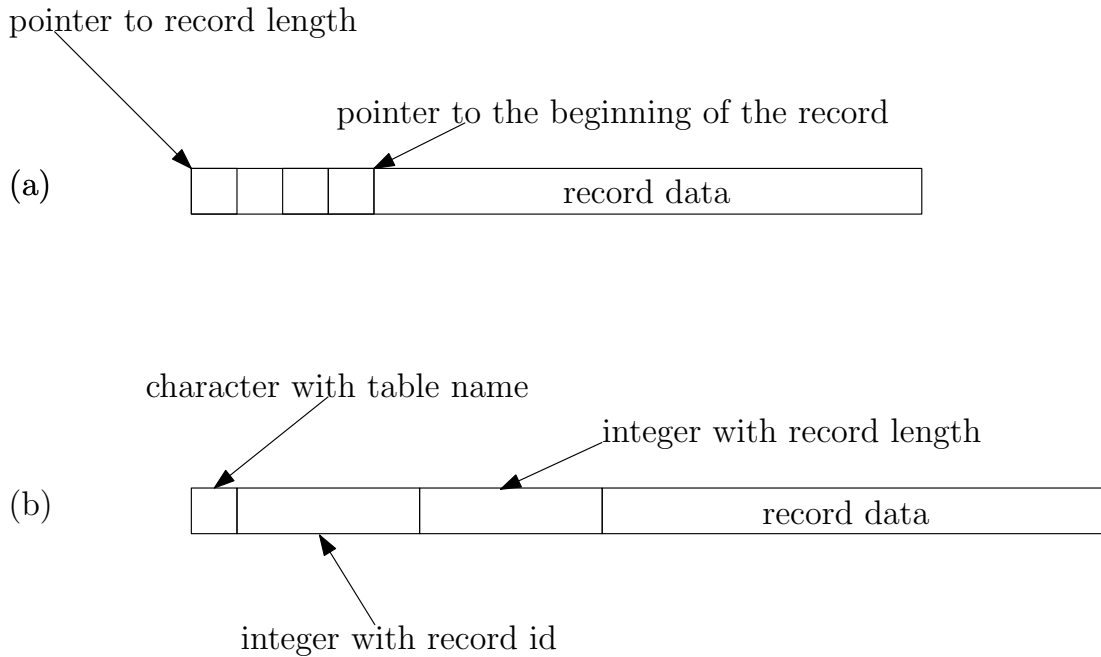 pointer to record length
pointer to the beginning of the record
(a)
record data
character with table name
integer with record length
(b)
record data
integer with record id